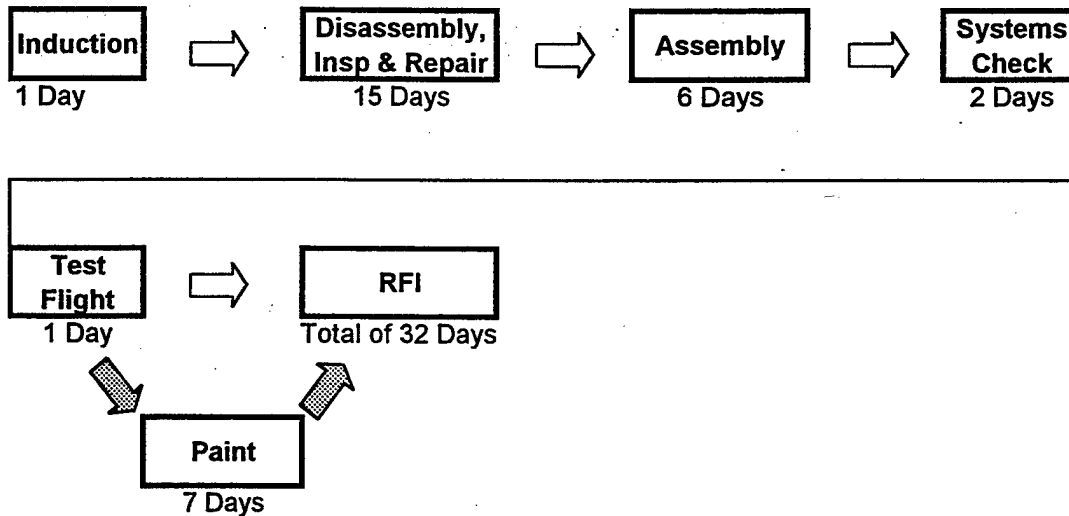 Induction
1 Day
Disassembly,
Insp & Repair
15 Days
Assembly
6 Days
Systems
Check
2 Days
Test
Flight
1 Day
RFI
Total of 32 Days
Paint
7 Days